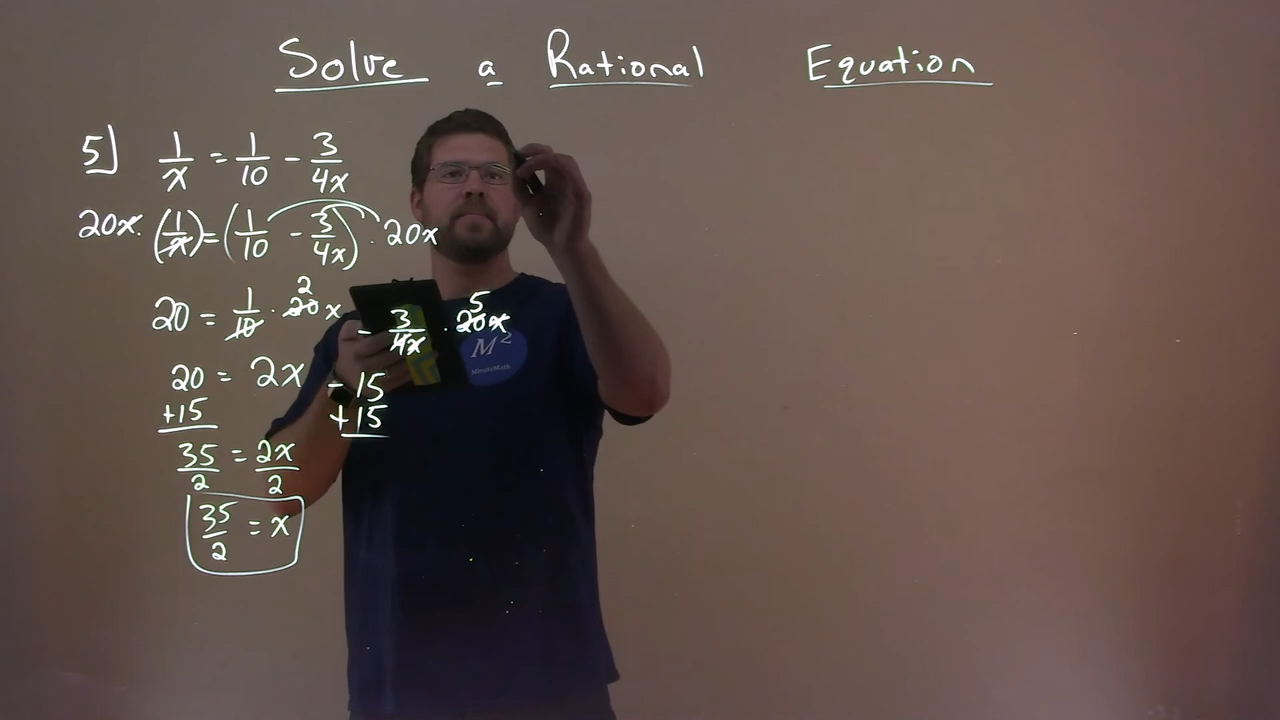 Solve a Rational Equation
5] 1/x = 1/10 - 3/4x
20x · (1/x) = (1/10 - 3/4x) · 20x
20 = 1/10 · 20x 2 - 3/4x · 20x 5
20 = 2x - 15
+15 +15
35/2 = 2x/2
35/2 = x
M²
MinuteMath